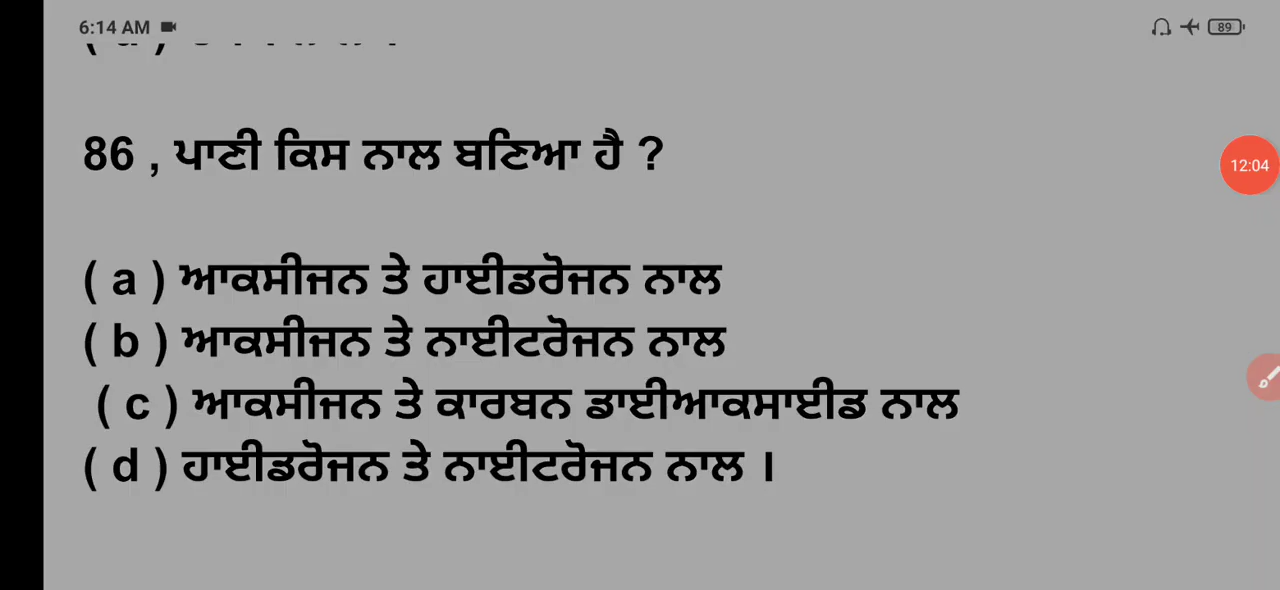 6:14 AM
89
86 , ਪਾਣੀ ਕਿਸ ਨਾਲ ਬਣਿਆ ਹੈ ?
12:04
( a ) ਆਕਸੀਜਨ ਤੇ ਹਾਈਡਰੋਜਨ ਨਾਲ
( b ) ਆਕਸੀਜਨ ਤੇ ਨਾਈਟਰੋਜਨ ਨਾਲ
( c ) ਆਕਸੀਜਨ ਤੇ ਕਾਰਬਨ ਡਾਈਆਕਸਾਈਡ ਨਾਲ
( d ) ਹਾਈਡਰੋਜਨ ਤੇ ਨਾਈਟਰੋਜਨ ਨਾਲ ।